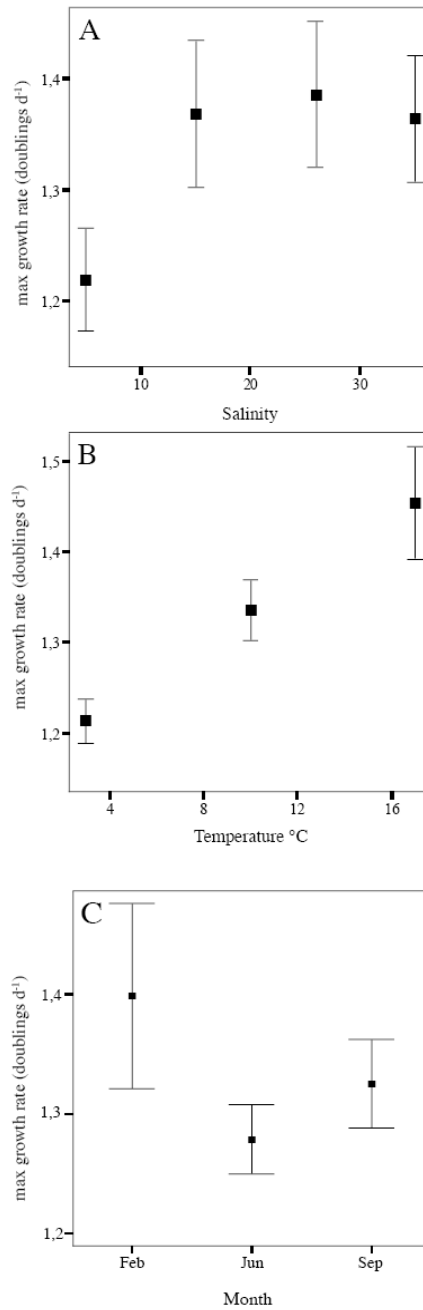 A
max growth rate (doublings d⁻¹)
1,4
1,3
1,2
10 20 30
Salinity
B
max growth rate (doublings d⁻¹)
1,5
1,4
1,3
1,2
4 8 12 16
Temperature °C
C
max growth rate (doublings d⁻¹)
1,4
1,3
1,2
Feb Jun Sep
Month